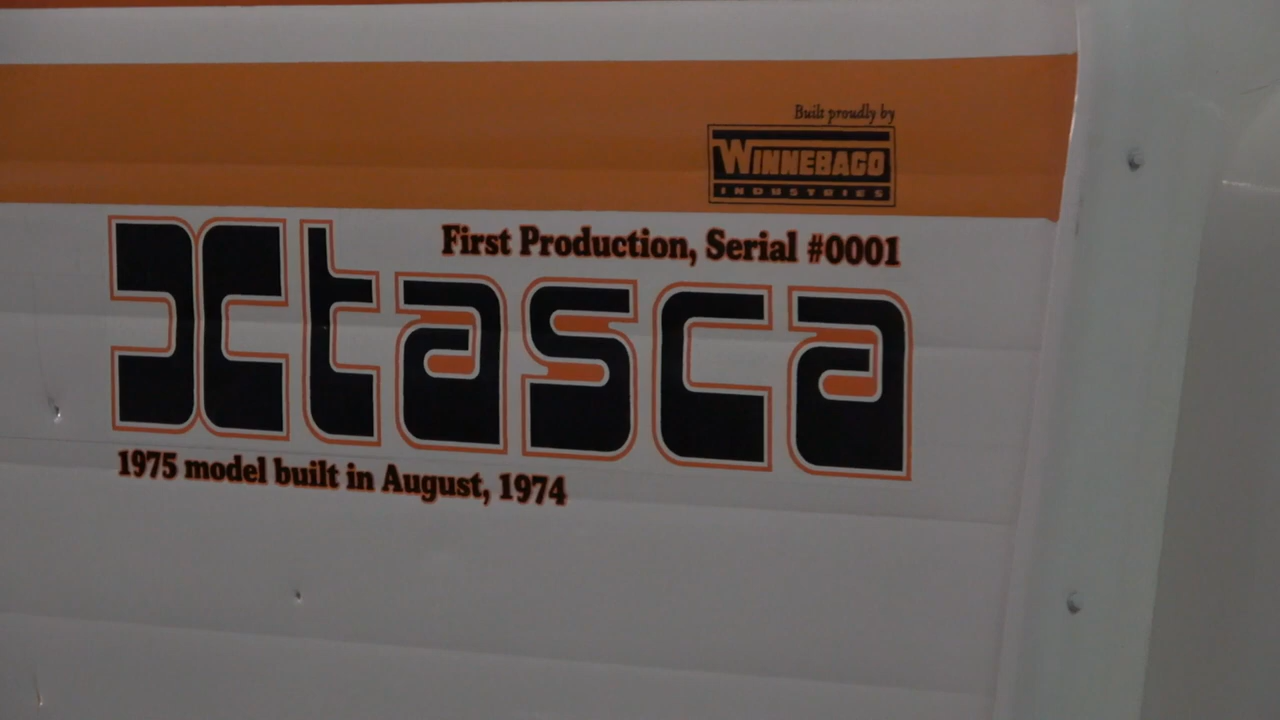 Built proudly by
WINNEBAGO
INDUSTRIES
First Production, Serial #0001
Itasca
1975 model built in August, 1974